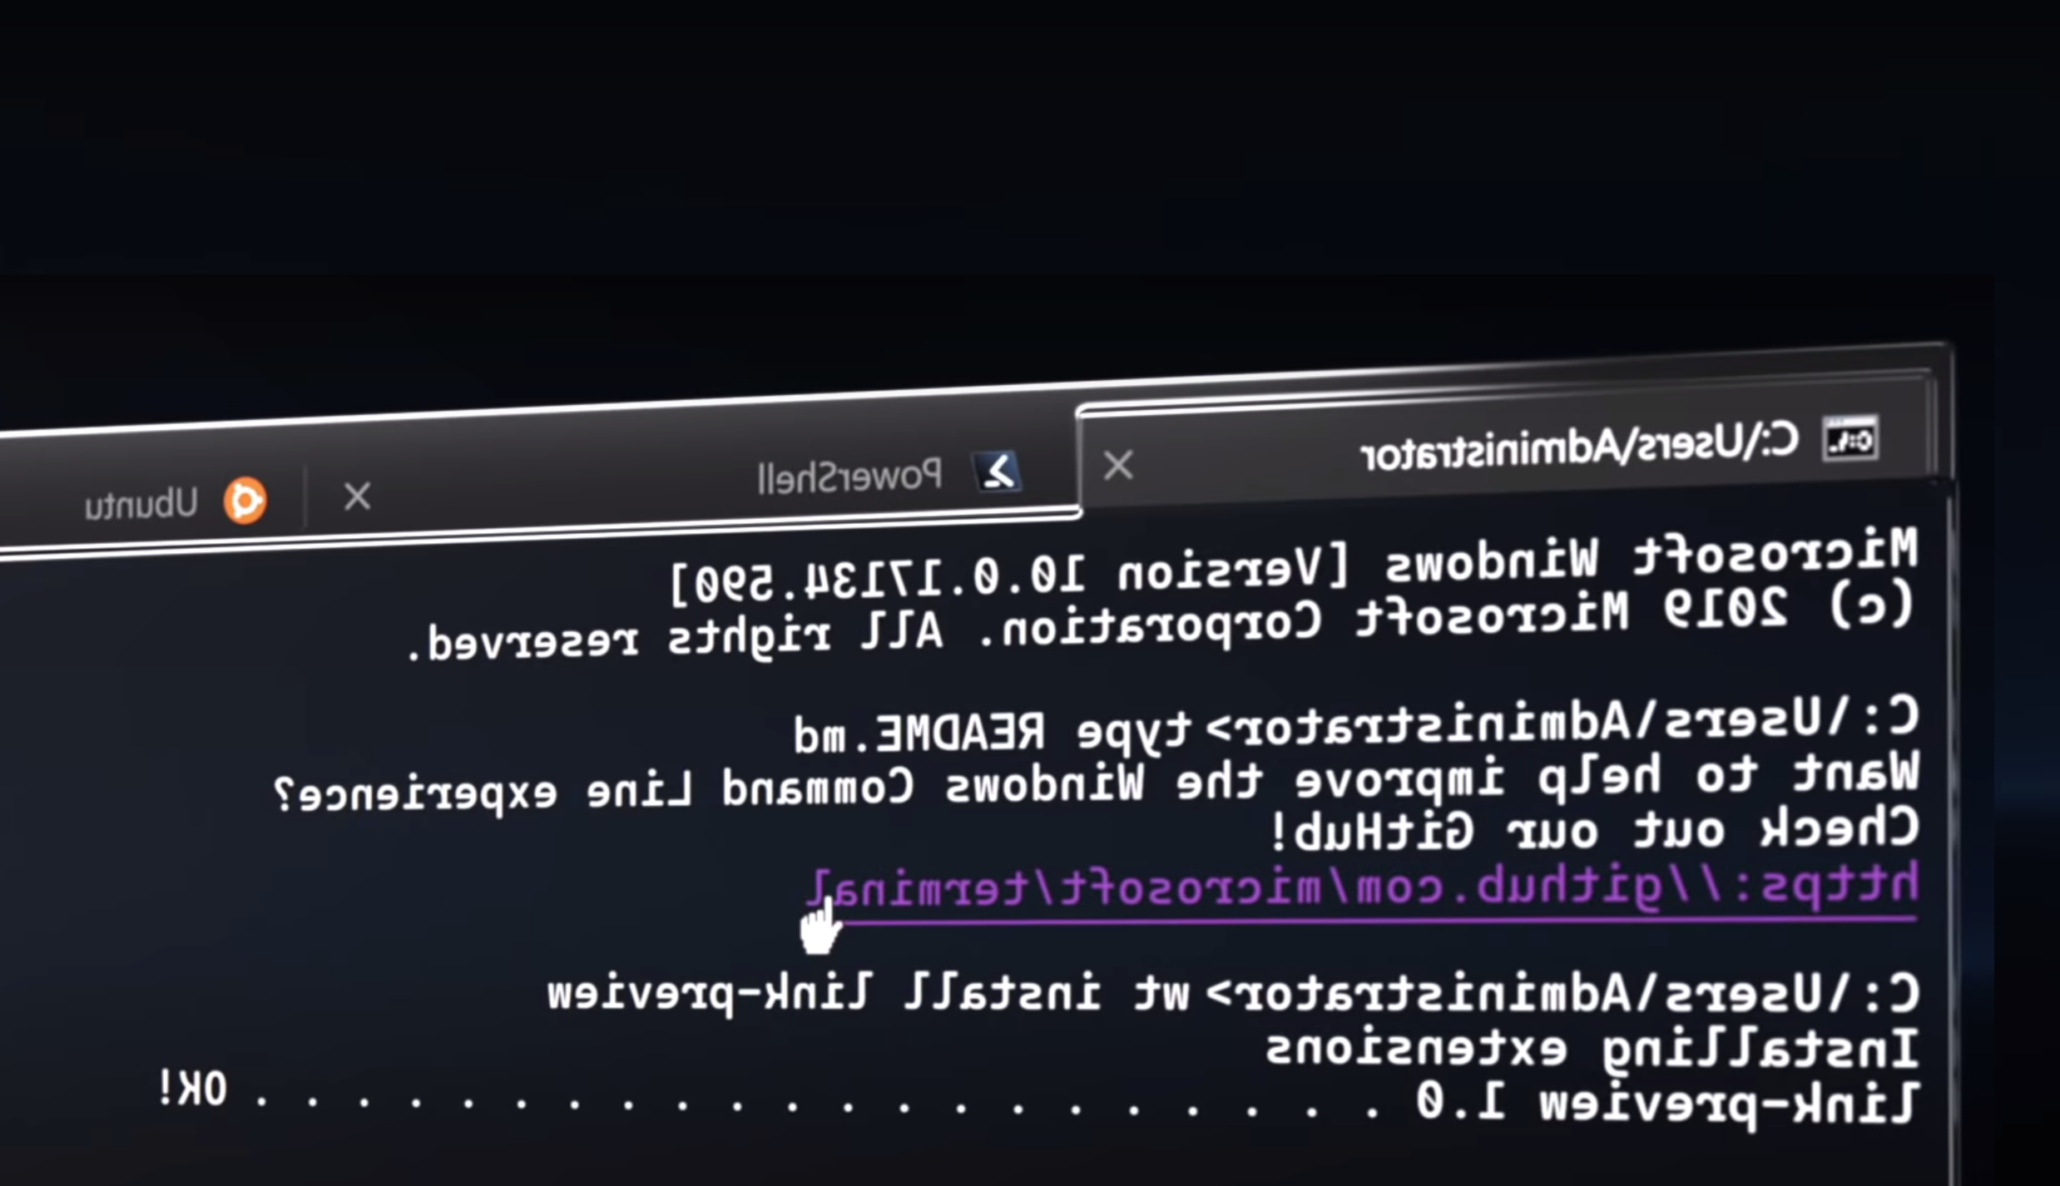 C:\Users\Administrator
PowerShell
Ubuntu
Microsoft Windows [Version 10.0.17134.590]
(c) 2019 Microsoft Corporation. All rights reserved.
C:\Users\Administrator>type README.md
Want to help improve the Windows Command Line experience?
Check out our GitHub!
https://github.com/microsoft/terminal
C:\Users\Administrator>wt install link-preview
Installing extensions
link-preview 1.0 . . . . . . . . . . . . . . . . . . . . . . OK!